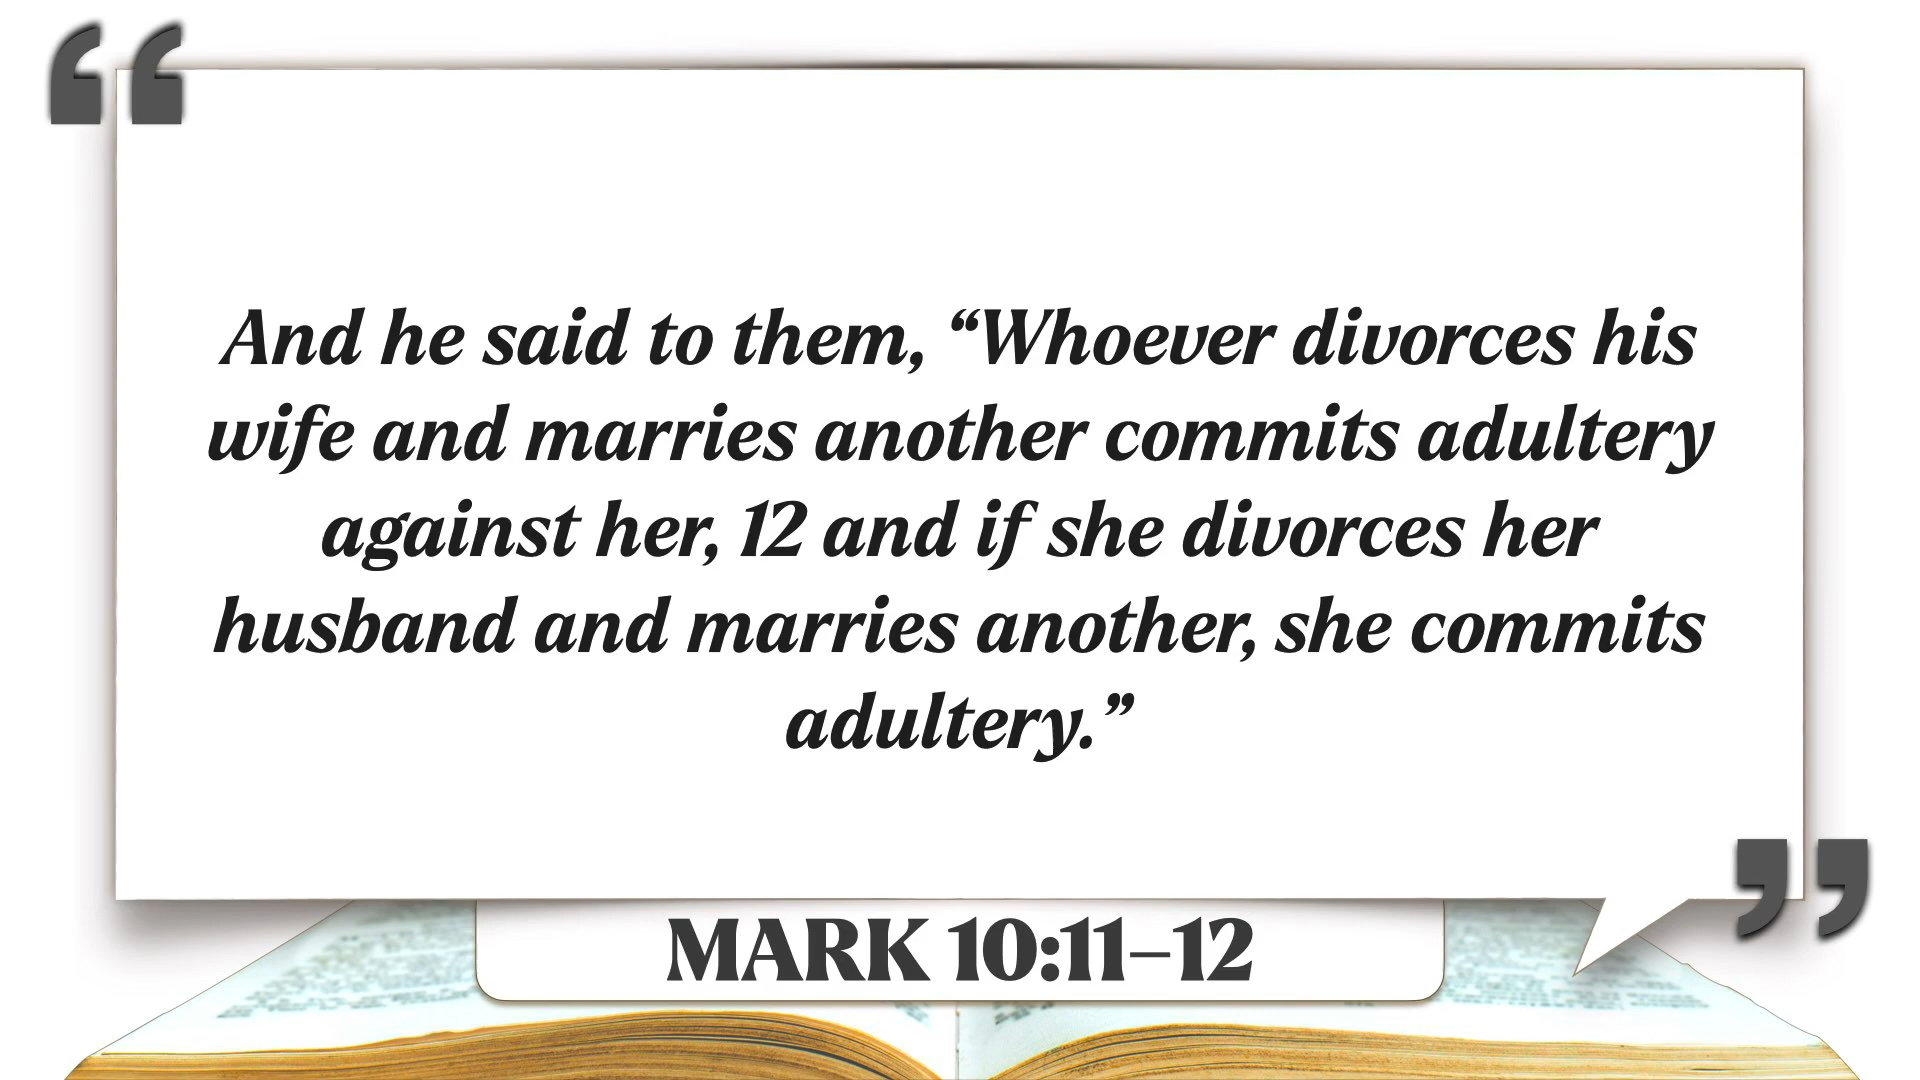 And he said to them, “Whoever divorces his
wife and marries another commits adultery
against her, 12 and if she divorces her
husband and marries another, she commits
adultery.”
MARK 10:11–12